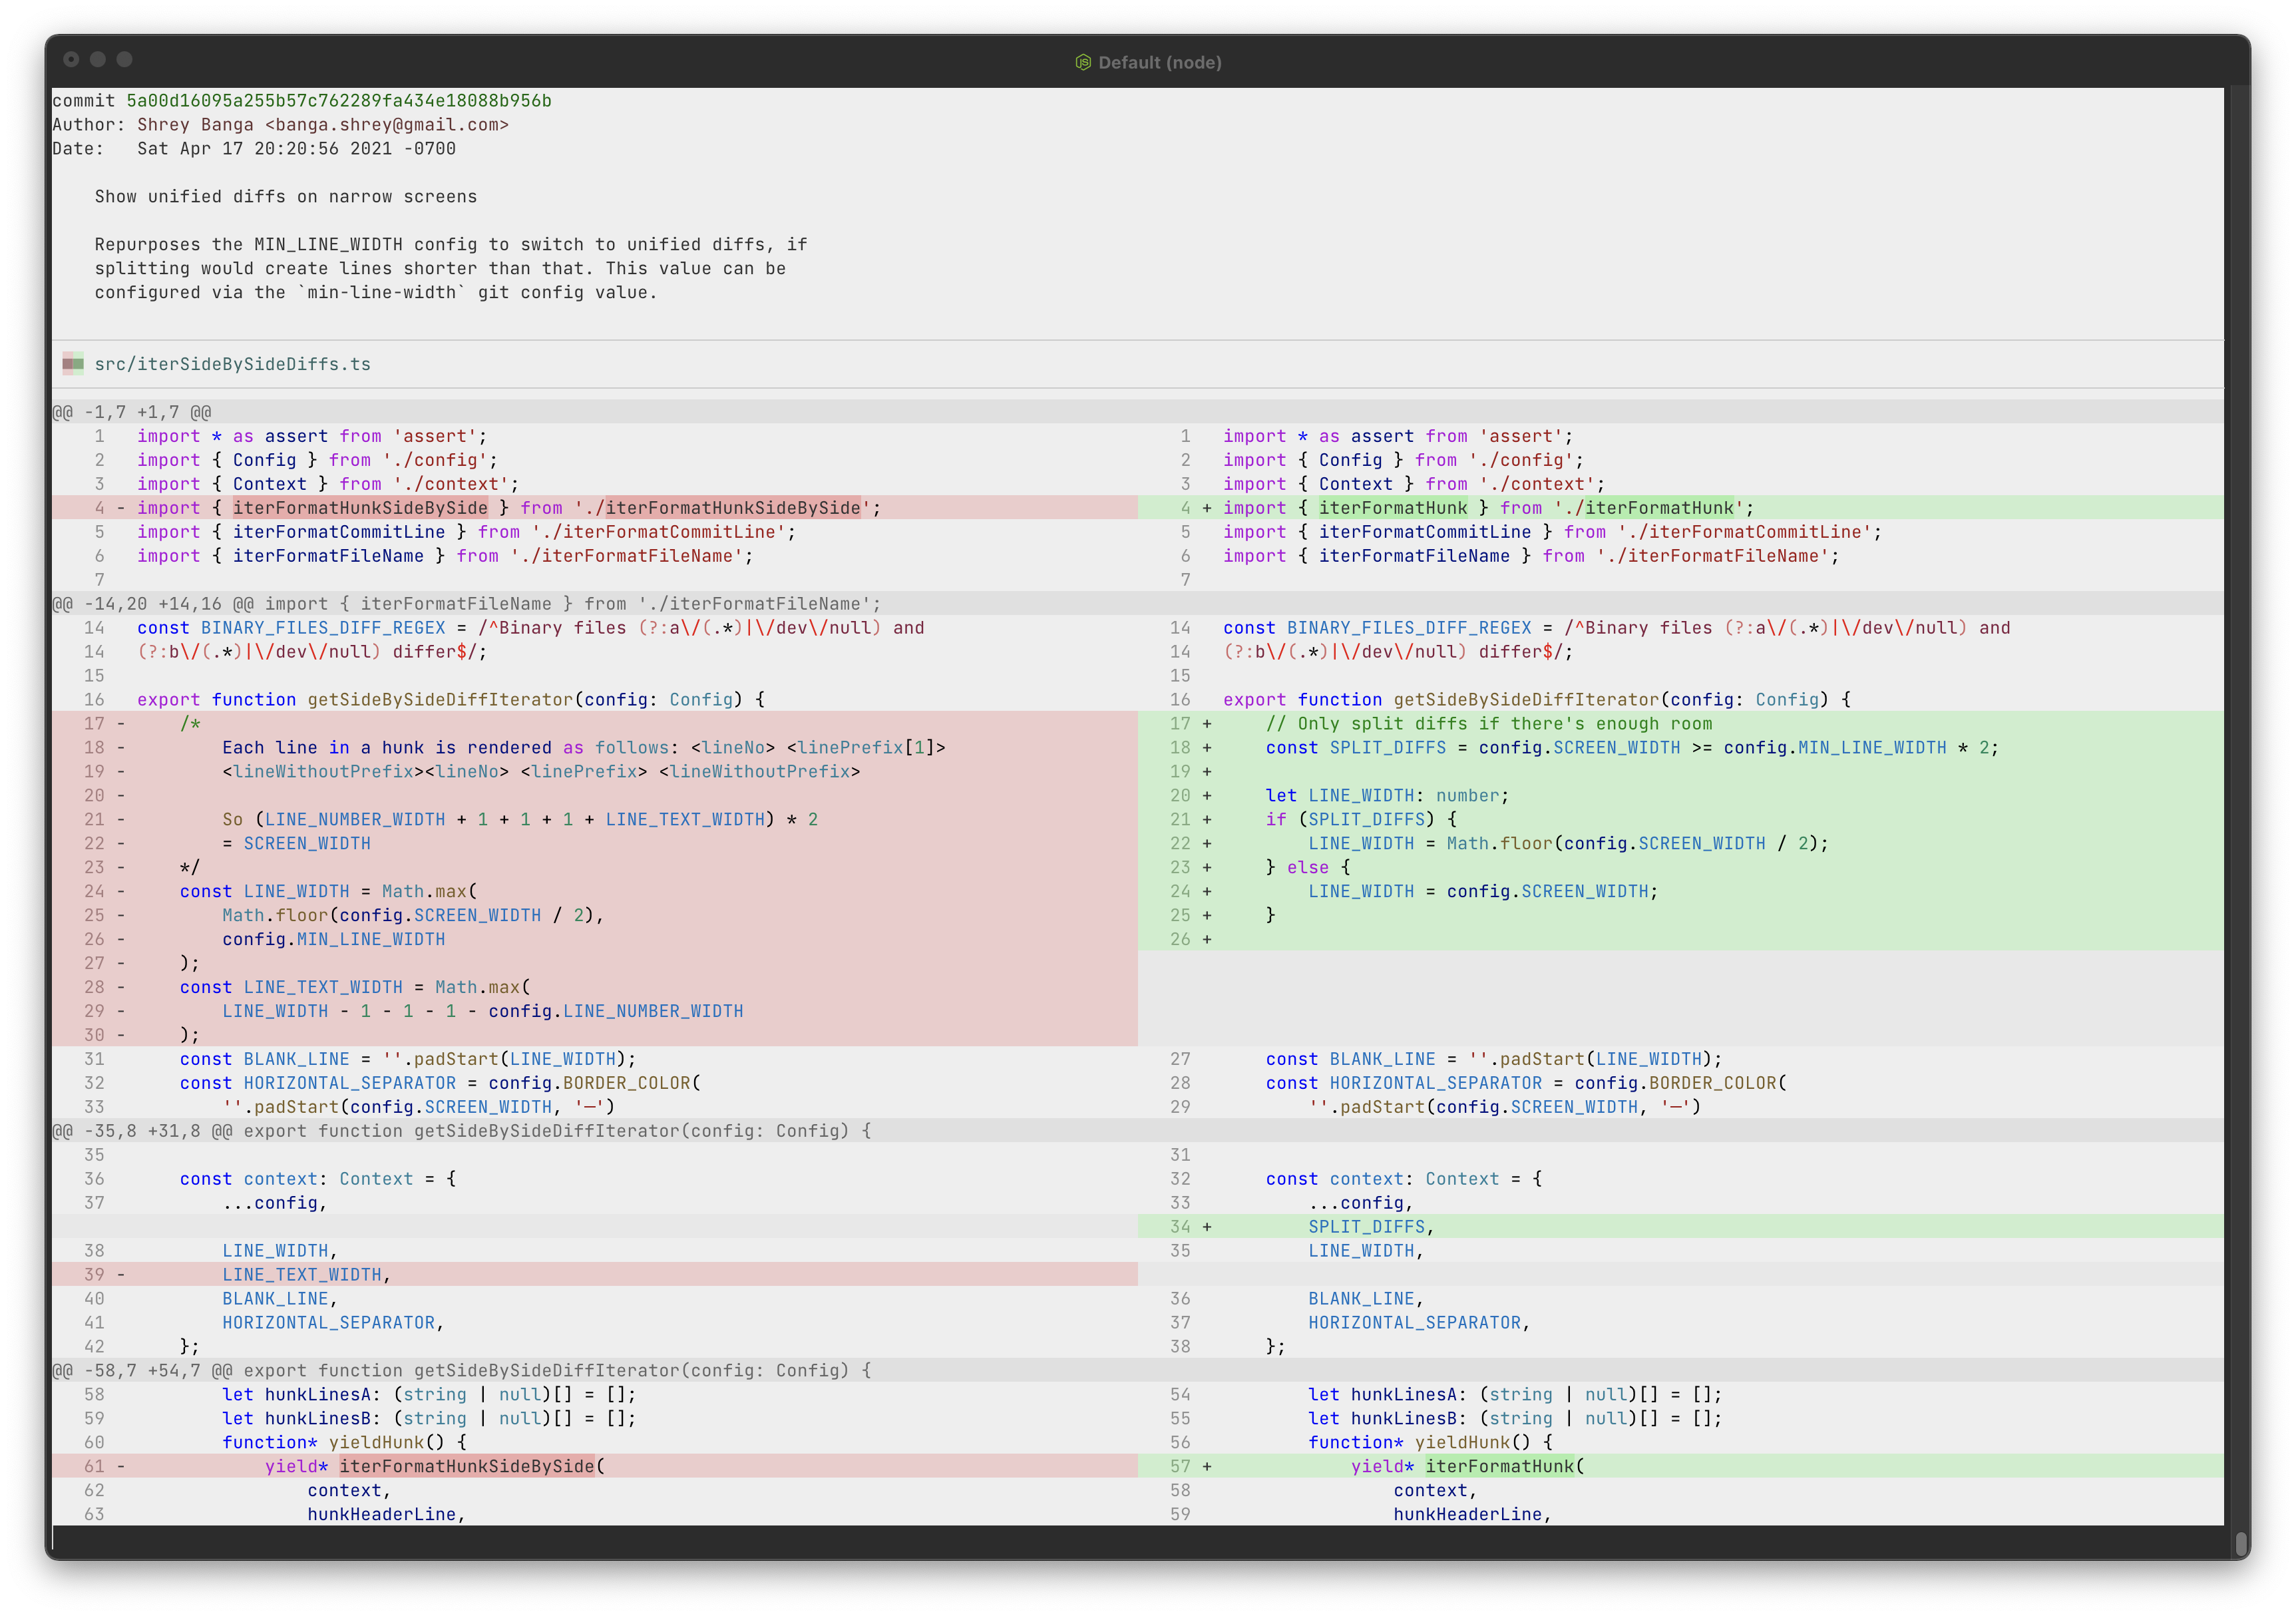 Default (node)
commit 5a00d16095a255b57c762289fa434e18088b956b
Author: Shrey Banga <banga.shrey@gmail.com>
Date:   Sat Apr 17 20:20:56 2021 -0700
    Show unified diffs on narrow screens
    Repurposes the MIN_LINE_WIDTH config to switch to unified diffs, if
    splitting would create lines shorter than that. This value can be
    configured via the `min-line-width` git config value.
src/iterSideBySideDiffs.ts
@@ -1,7 +1,7 @@
1   import * as assert from 'assert';   1   import * as assert from 'assert';
2   import { Config } from './config';   2   import { Config } from './config';
3   import { Context } from './context';   3   import { Context } from './context';
4 - import { iterFormatHunkSideBySide } from './iterFormatHunkSideBySide';   4 + import { iterFormatHunk } from './iterFormatHunk';
5   import { iterFormatCommitLine } from './iterFormatCommitLine';   5   import { iterFormatCommitLine } from './iterFormatCommitLine';
6   import { iterFormatFileName } from './iterFormatFileName';   6   import { iterFormatFileName } from './iterFormatFileName';
7   7
@@ -14,20 +14,16 @@ import { iterFormatFileName } from './iterFormatFileName';
14   const BINARY_FILES_DIFF_REGEX = /^Binary files (?:a\/(.*)|\/dev\/null) and   14   const BINARY_FILES_DIFF_REGEX = /^Binary files (?:a\/(.*)|\/dev\/null) and
14   (?:b\/(.*)|\/dev\/null) differ$/;   14   (?:b\/(.*)|\/dev\/null) differ$/;
15   15
16   export function getSideBySideDiffIterator(config: Config) {   16   export function getSideBySideDiffIterator(config: Config) {
17 -     /*   17 +     // Only split diffs if there's enough room
18 -         Each line in a hunk is rendered as follows: <lineNo> <linePrefix[1]>   18 +     const SPLIT_DIFFS = config.SCREEN_WIDTH >= config.MIN_LINE_WIDTH * 2;
19 -         <lineWithoutPrefix><lineNo> <linePrefix> <lineWithoutPrefix>   19 +
20 -   20 +     let LINE_WIDTH: number;
21 -         So (LINE_NUMBER_WIDTH + 1 + 1 + 1 + LINE_TEXT_WIDTH) * 2   21 +     if (SPLIT_DIFFS) {
22 -         = SCREEN_WIDTH   22 +         LINE_WIDTH = Math.floor(config.SCREEN_WIDTH / 2);
23 -     */   23 +     } else {
24 -     const LINE_WIDTH = Math.max(   24 +         LINE_WIDTH = config.SCREEN_WIDTH;
25 -         Math.floor(config.SCREEN_WIDTH / 2),   25 +     }
26 -         config.MIN_LINE_WIDTH   26 +
27 -     );
28 -     const LINE_TEXT_WIDTH = Math.max(
29 -         LINE_WIDTH - 1 - 1 - 1 - config.LINE_NUMBER_WIDTH
30 -     );
31       const BLANK_LINE = ''.padStart(LINE_WIDTH);   27       const BLANK_LINE = ''.padStart(LINE_WIDTH);
32       const HORIZONTAL_SEPARATOR = config.BORDER_COLOR(   28       const HORIZONTAL_SEPARATOR = config.BORDER_COLOR(
33           ''.padStart(config.SCREEN_WIDTH, '─')   29           ''.padStart(config.SCREEN_WIDTH, '─')
@@ -35,8 +31,8 @@ export function getSideBySideDiffIterator(config: Config) {
35   31
36       const context: Context = {   32       const context: Context = {
37           ...config,   33           ...config,
34 +         SPLIT_DIFFS,
38           LINE_WIDTH,   35           LINE_WIDTH,
39 -         LINE_TEXT_WIDTH,
40           BLANK_LINE,   36           BLANK_LINE,
41           HORIZONTAL_SEPARATOR,   37           HORIZONTAL_SEPARATOR,
42       };   38       };
@@ -58,7 +54,7 @@ export function getSideBySideDiffIterator(config: Config) {
58           let hunkLinesA: (string | null)[] = [];   54           let hunkLinesA: (string | null)[] = [];
59           let hunkLinesB: (string | null)[] = [];   55           let hunkLinesB: (string | null)[] = [];
60           function* yieldHunk() {   56           function* yieldHunk() {
61 -             yield* iterFormatHunkSideBySide(   57 +             yield* iterFormatHunk(
62                   context,   58                   context,
63                   hunkHeaderLine,   59                   hunkHeaderLine,